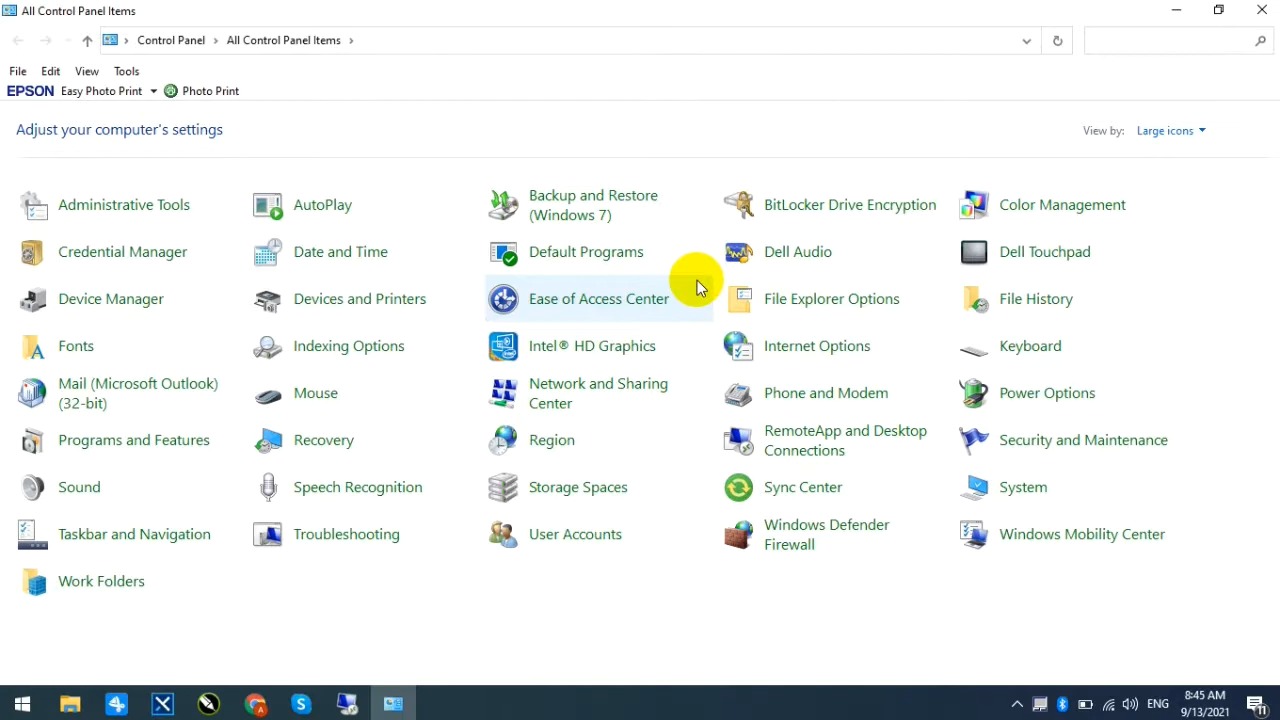 All Control Panel Items
Control Panel > All Control Panel Items >
File Edit View Tools
EPSON Easy Photo Print Photo Print
Adjust your computer's settings
View by: Large icons
Administrative Tools
AutoPlay
Backup and Restore
(Windows 7)
BitLocker Drive Encryption
Color Management
Credential Manager
Date and Time
Default Programs
Dell Audio
Dell Touchpad
Device Manager
Devices and Printers
Ease of Access Center
File Explorer Options
File History
Fonts
Indexing Options
Intel® HD Graphics
Internet Options
Keyboard
Mail (Microsoft Outlook)
(32-bit)
Mouse
Network and Sharing
Center
Phone and Modem
Power Options
Programs and Features
Recovery
Region
RemoteApp and Desktop
Connections
Security and Maintenance
Sound
Speech Recognition
Storage Spaces
Sync Center
System
Taskbar and Navigation
Troubleshooting
User Accounts
Windows Defender
Firewall
Windows Mobility Center
Work Folders
ENG
8:45 AM
9/13/2021
11